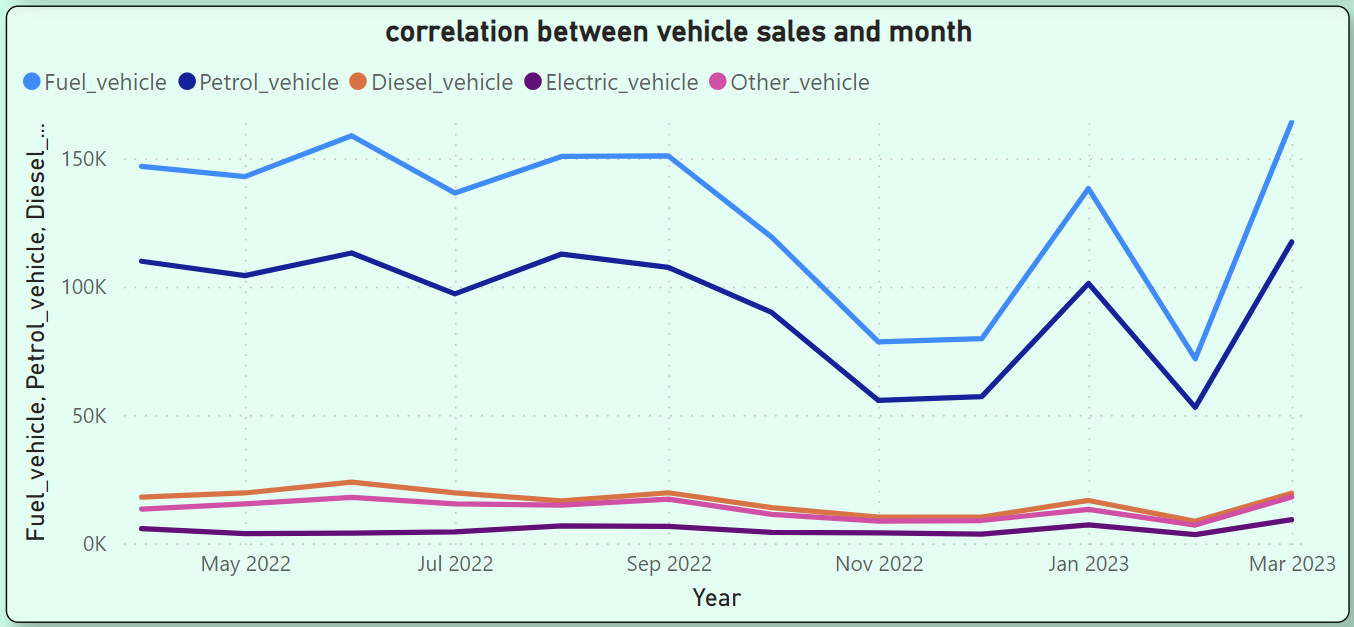 correlation between vehicle sales and month
Fuel_vehicle Petrol_vehicle Diesel_vehicle Electric_vehicle Other_vehicle
Fuel_vehicle, Petrol_vehicle, Diesel_...
150K
100K
50K
0K
May 2022 Jul 2022 Sep 2022 Nov 2022 Jan 2023 Mar 2023
Year